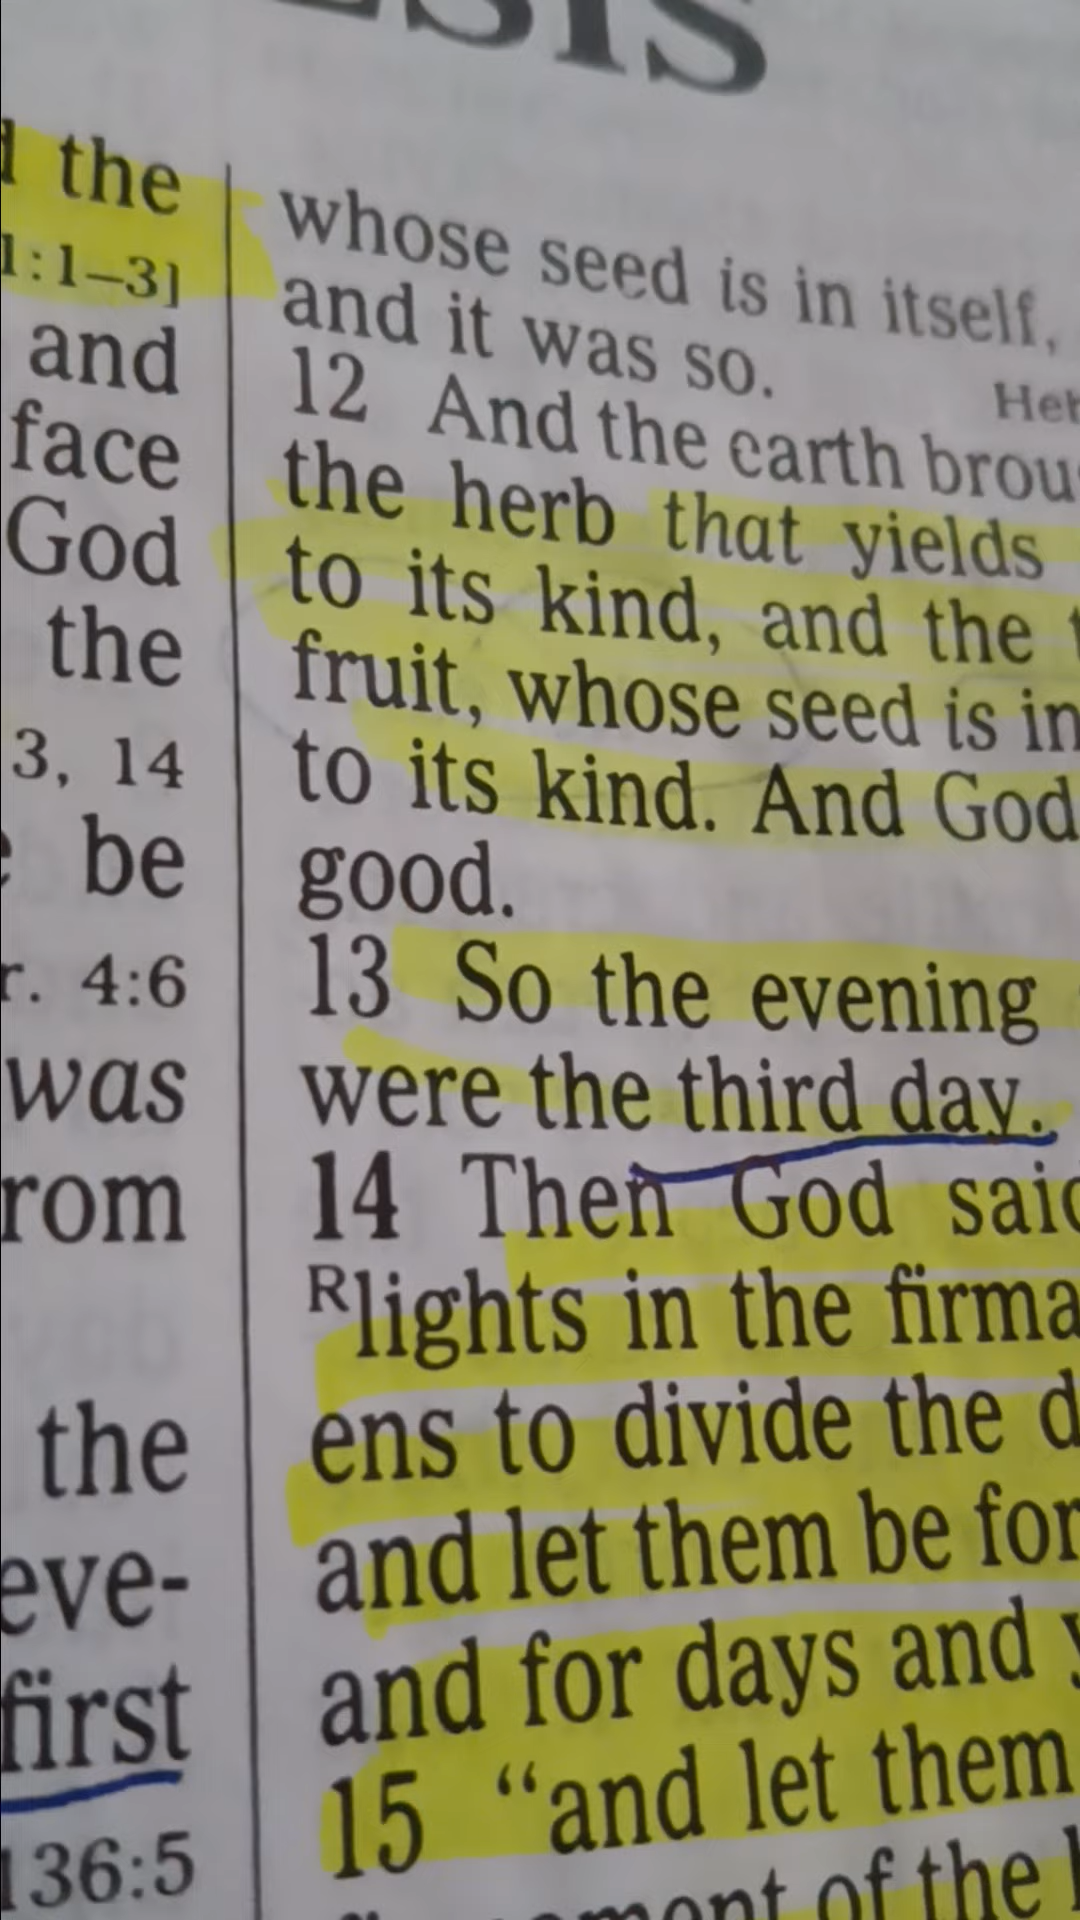 ESIS
the
1:1–3]
and
face
God
the
3, 14
be
r. 4:6
was
rom
the
eve-
first
136:5
whose seed is in itself,
and it was so.
Heb
12 And the earth brou
the herb that yields
to its kind, and the t
fruit, whose seed is in
to its kind. And God
good.
13 So the evening
were the third day.
14 Then God said
Rlights in the firma
ens to divide the d
and let them be for
and for days and y
15 “and let them
of the